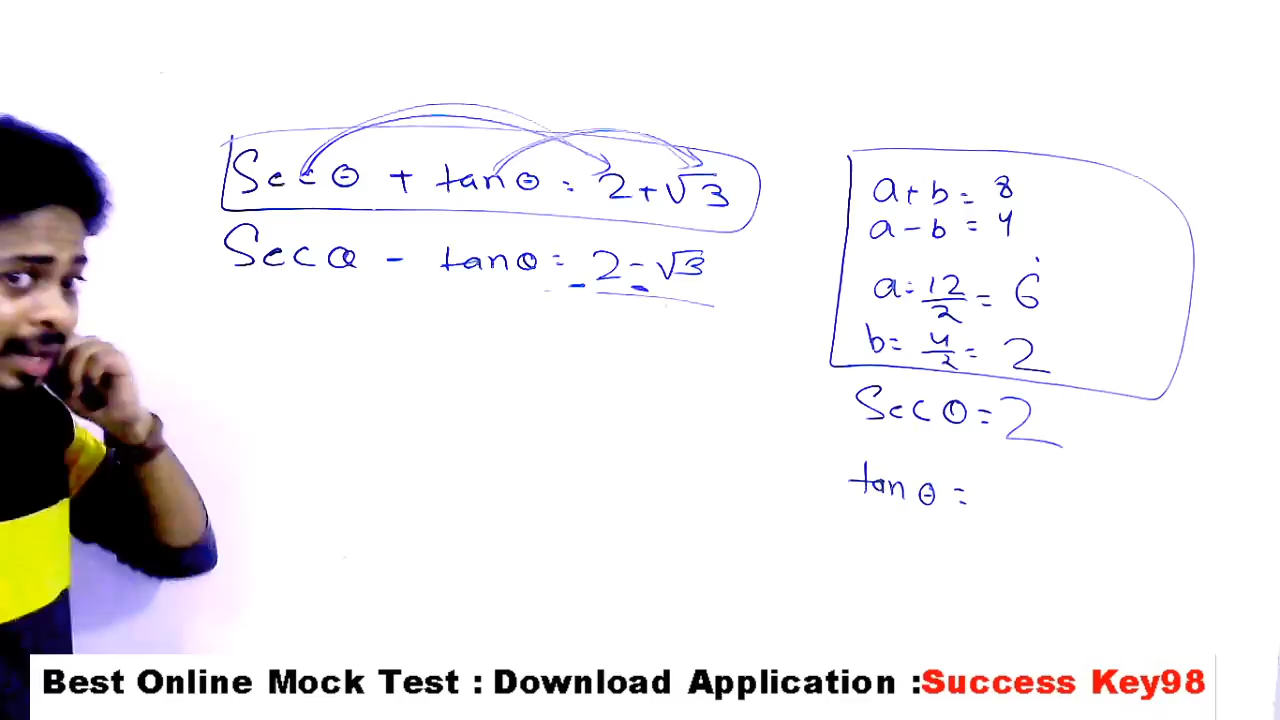 Secθ + tanθ = 2+√3
Secθ - tanθ = 2-√3
a+b = 8
a-b = 4
a = 12/2 = 6
b = 4/2 = 2
Secθ = 2
tanθ =
Best Online Mock Test : Download Application :Success Key98